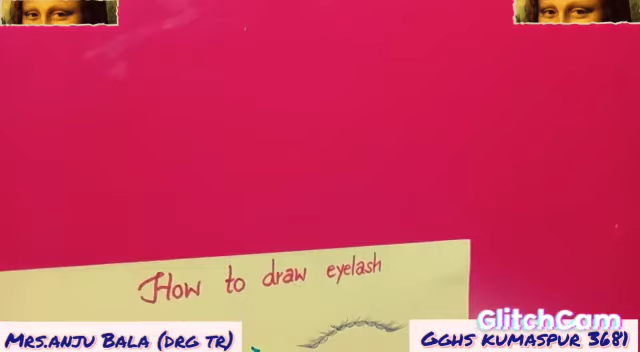 How to draw eyelash
GlitchCam
MRS.ANJU BALA (DRG TR)
GGHS KUMASPUR 3681